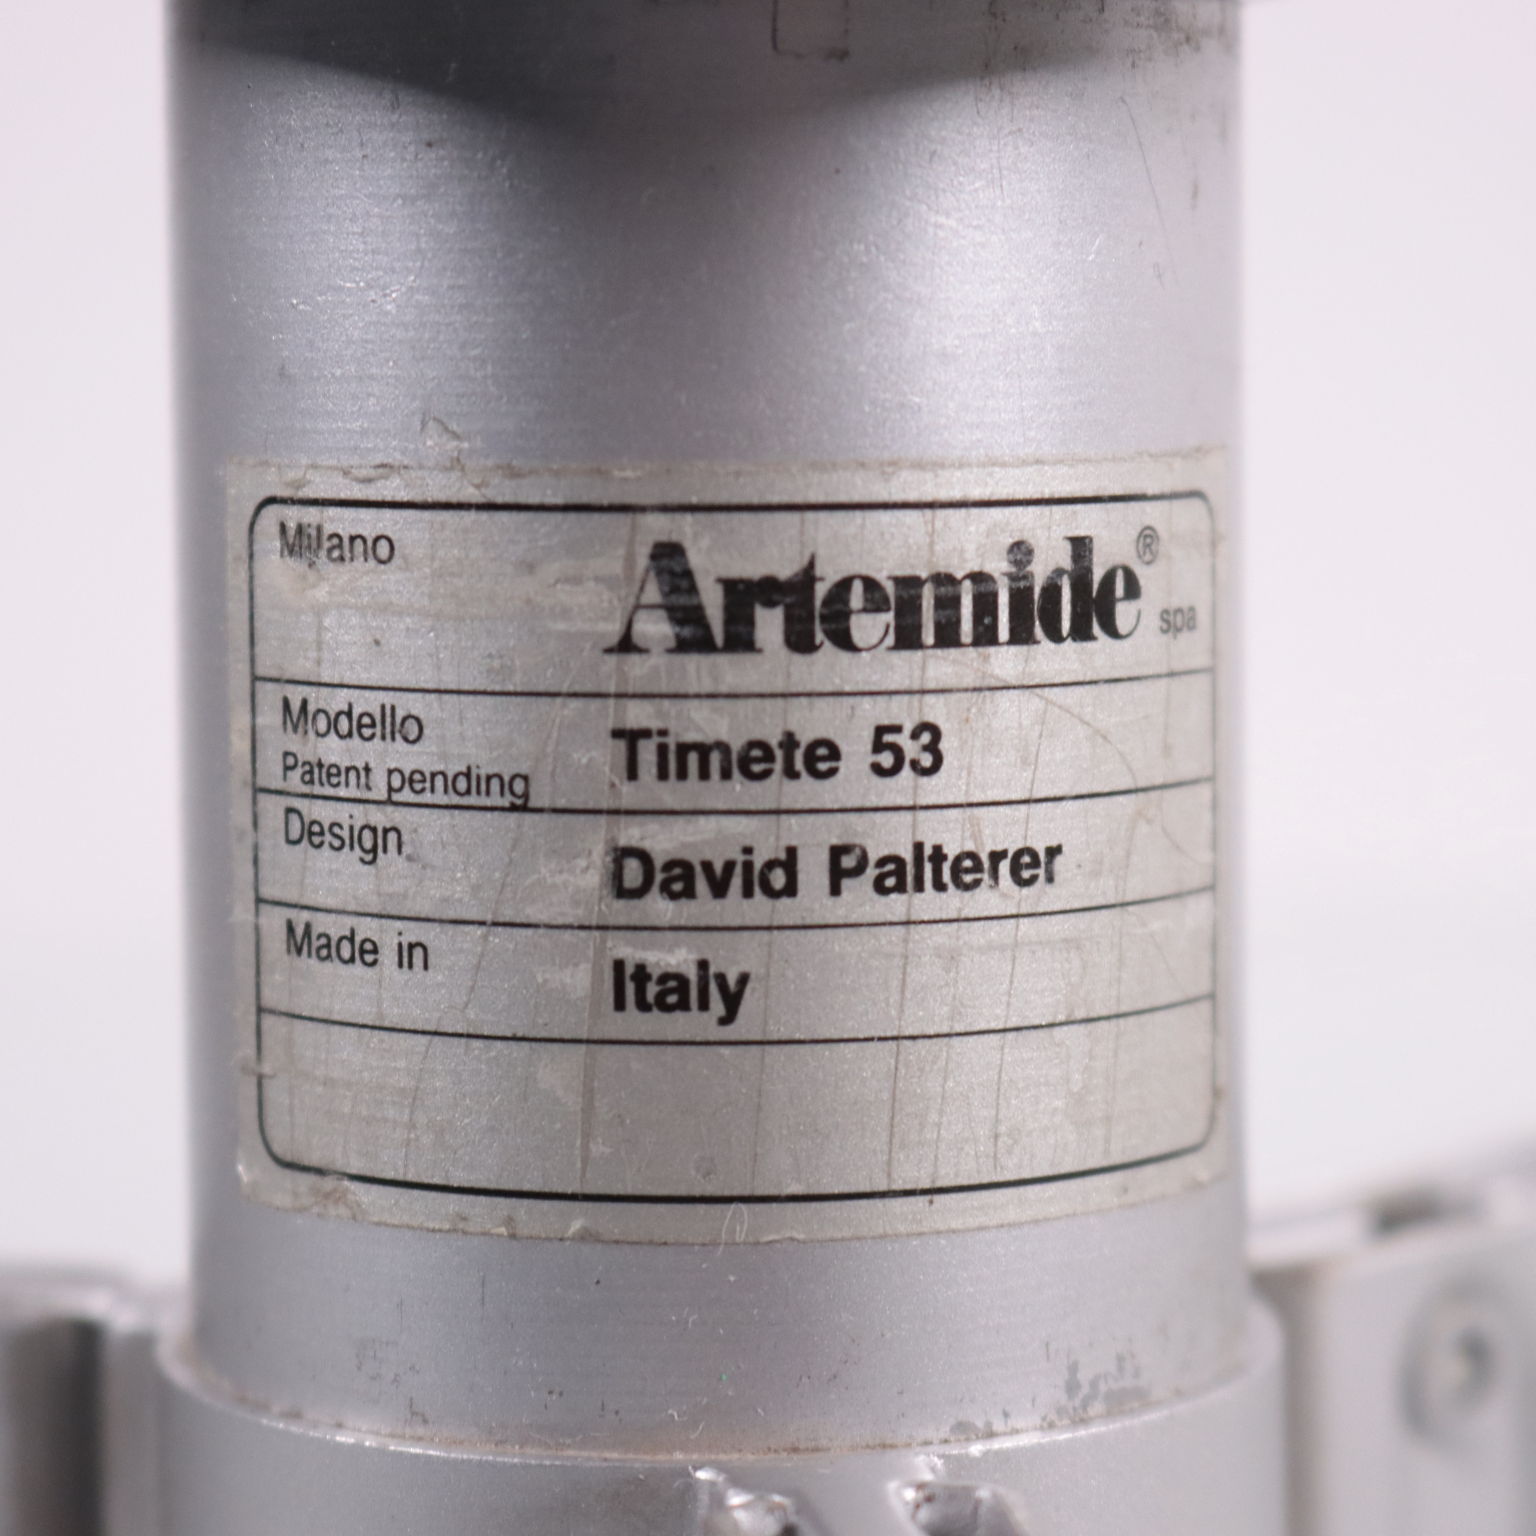 Milano Artemide® spa
Modello Timete 53
Patent pending
Design David Palterer
Made in Italy